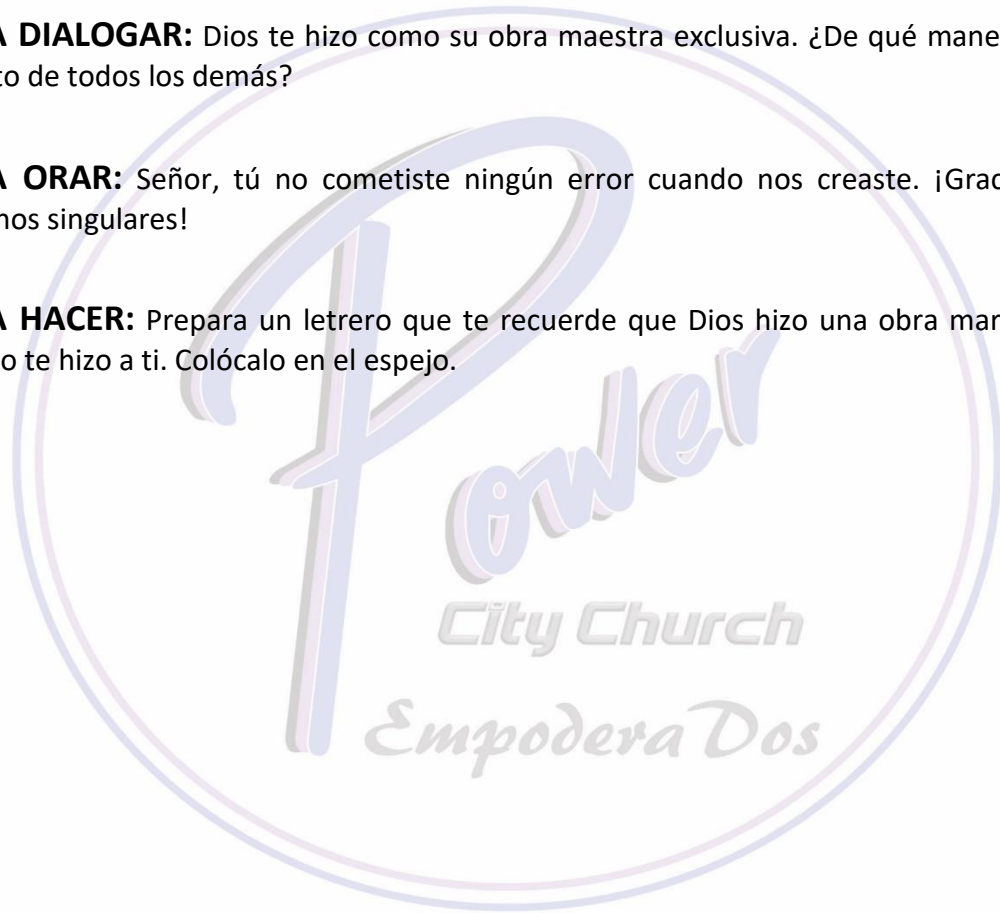 A DIALOGAR: Dios te hizo como su obra maestra exclusiva. ¿De qué mane
to de todos los demás?
A ORAR: Señor, tú no cometiste ningún error cuando nos creaste. ¡Grac
nos singulares!
A HACER: Prepara un letrero que te recuerde que Dios hizo una obra mar
o te hizo a ti. Colócalo en el espejo.
Power
City Church
EmpoderaDos